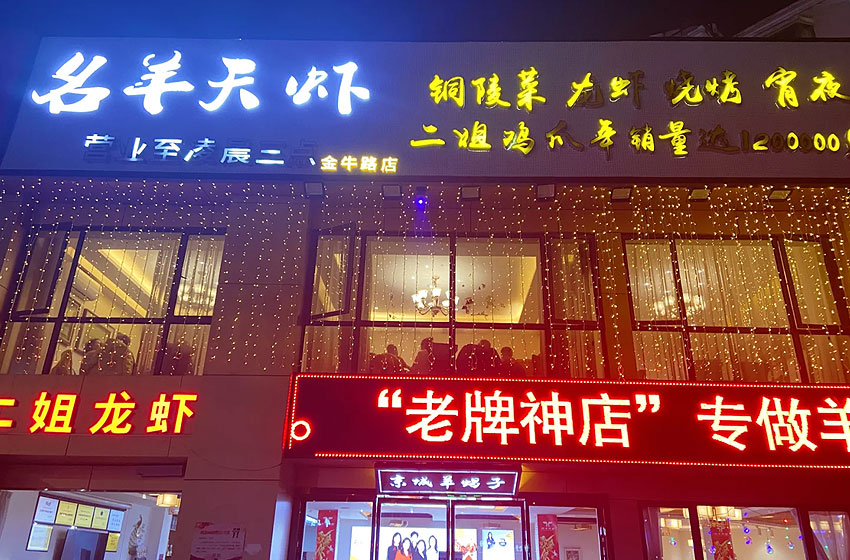 名羊天虾
铜陵菜 龙虾 烧烤 宵夜
营业至凌晨三点 金牛路店
二姐鸡爪年销量达1200000
二姐龙虾
“老牌神店”专做羊
京城羊蝎子